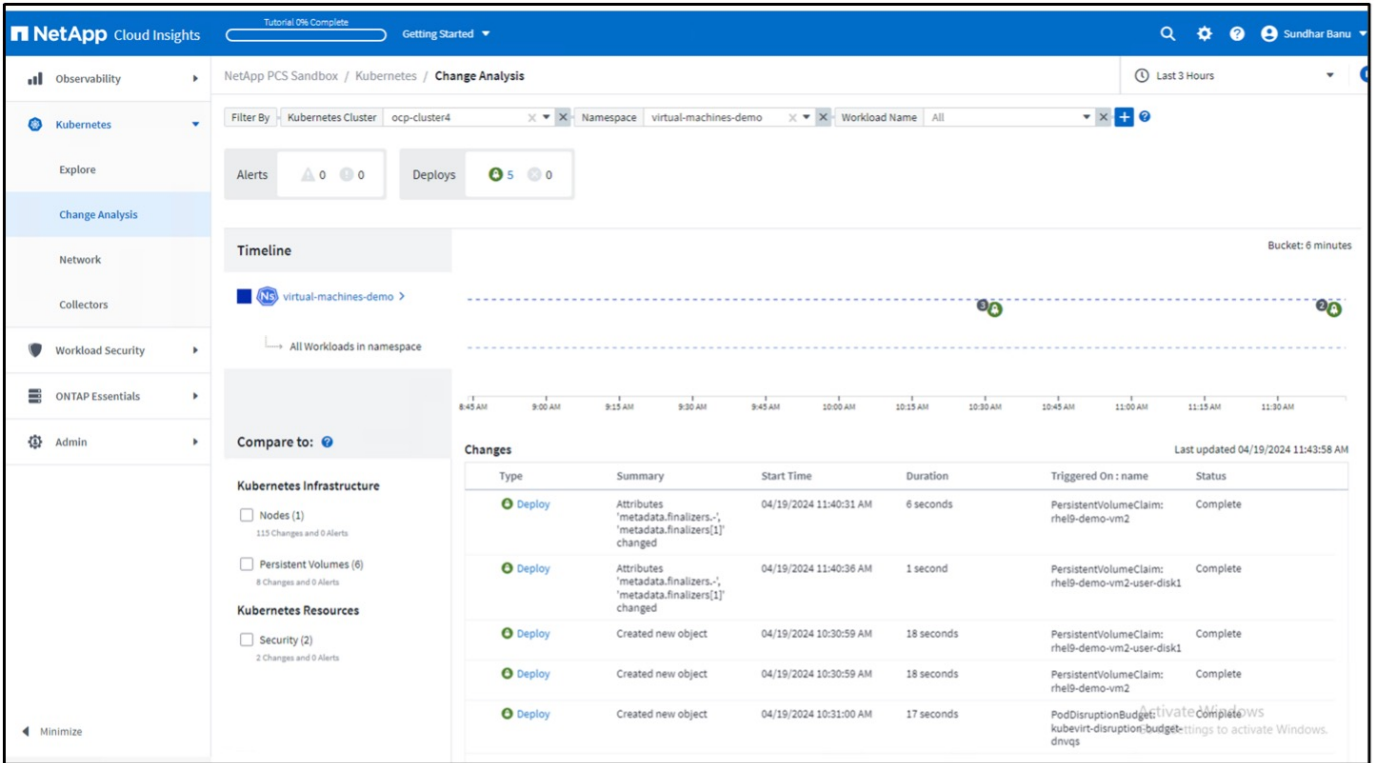 NetApp Cloud Insights
Tutorial 0% Complete
Getting Started
Sundhar Banu
Observability
Kubernetes
Explore
Change Analysis
Network
Collectors
Workload Security
ONTAP Essentials
Admin
Minimize
NetApp PCS Sandbox / Kubernetes / Change Analysis
Last 3 Hours
Filter By Kubernetes Cluster ocp-cluster4 Namespace virtual-machines-demo Workload Name All
Alerts 0 0 Deploys 5 0
Timeline
Bucket: 6 minutes
Ns virtual-machines-demo
3 2
All Workloads in namespace
8:45 AM 9:00 AM 9:15 AM 9:30 AM 9:45 AM 10:00 AM 10:15 AM 10:30 AM 10:45 AM 11:00 AM 11:15 AM 11:30 AM
Compare to:
Kubernetes Infrastructure
Nodes (1)
115 Changes and 0 Alerts
Persistent Volumes (6)
8 Changes and 0 Alerts
Kubernetes Resources
Security (2)
2 Changes and 0 Alerts
Changes
Last updated 04/19/2024 11:43:58 AM
Type Summary Start Time Duration Triggered On : name Status
Deploy Attributes 04/19/2024 11:40:31 AM 6 seconds PersistentVolumeClaim: Complete
'metadata.finalizers.-', rhel9-demo-vm2
'metadata.finalizers[1]'
changed
Deploy Attributes 04/19/2024 11:40:36 AM 1 second PersistentVolumeClaim: Complete
'metadata.finalizers.-', rhel9-demo-vm2-user-disk1
'metadata.finalizers[1]'
changed
Deploy Created new object 04/19/2024 10:30:59 AM 18 seconds PersistentVolumeClaim: Complete
rhel9-demo-vm2-user-disk1
Deploy Created new object 04/19/2024 10:30:59 AM 18 seconds PersistentVolumeClaim: Complete
rhel9-demo-vm2
Deploy Created new object 04/19/2024 10:31:00 AM 17 seconds PodDisruptionBudget: Complete
kubevirt-disruption-budget-
dnvqs
Activate Windows
settings to activate Windows.